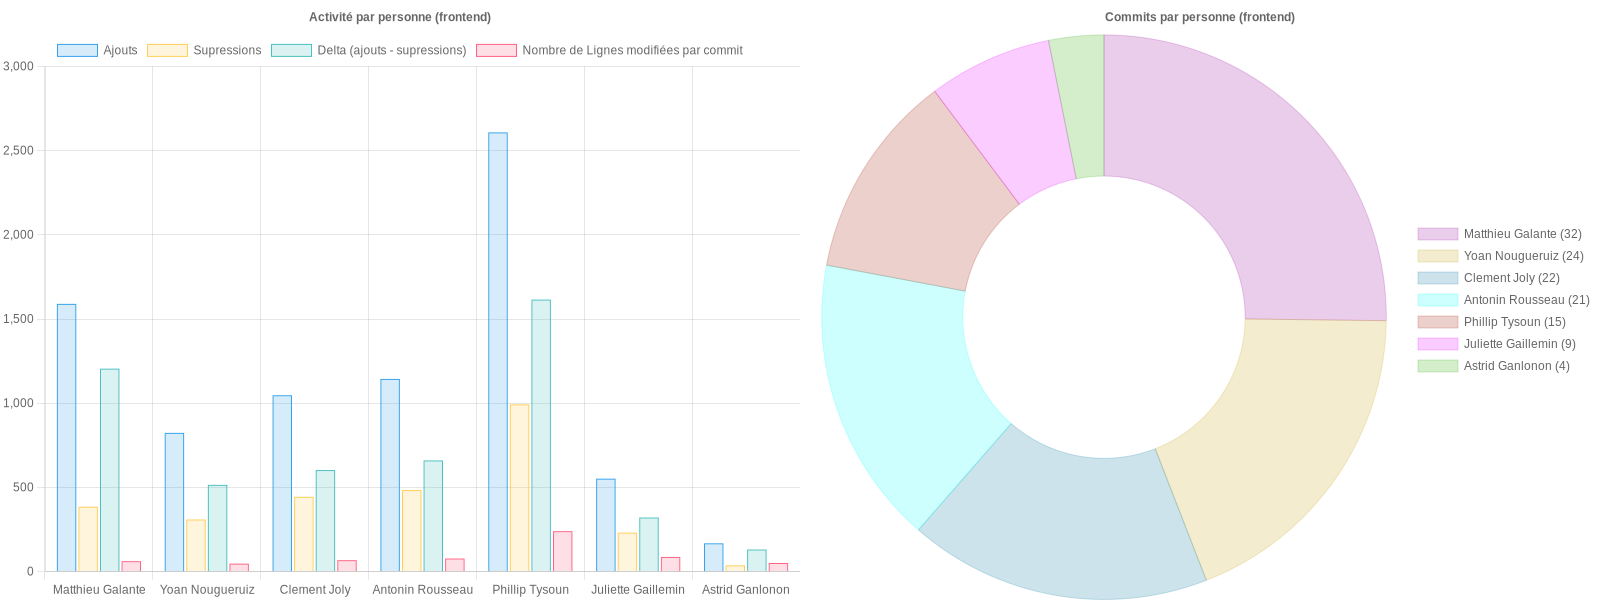 Activité par personne (frontend)
Ajouts
Supressions
Delta (ajouts - supressions)
Nombre de Lignes modifiées par commit
3,000
2,500
2,000
1,500
1,000
500
0
Matthieu Galante
Yoan Nougueruiz
Clement Joly
Antonin Rousseau
Phillip Tysoun
Juliette Gaillemin
Astrid Ganlonon
Commits par personne (frontend)
Matthieu Galante (32)
Yoan Nougueruiz (24)
Clement Joly (22)
Antonin Rousseau (21)
Phillip Tysoun (15)
Juliette Gaillemin (9)
Astrid Ganlonon (4)